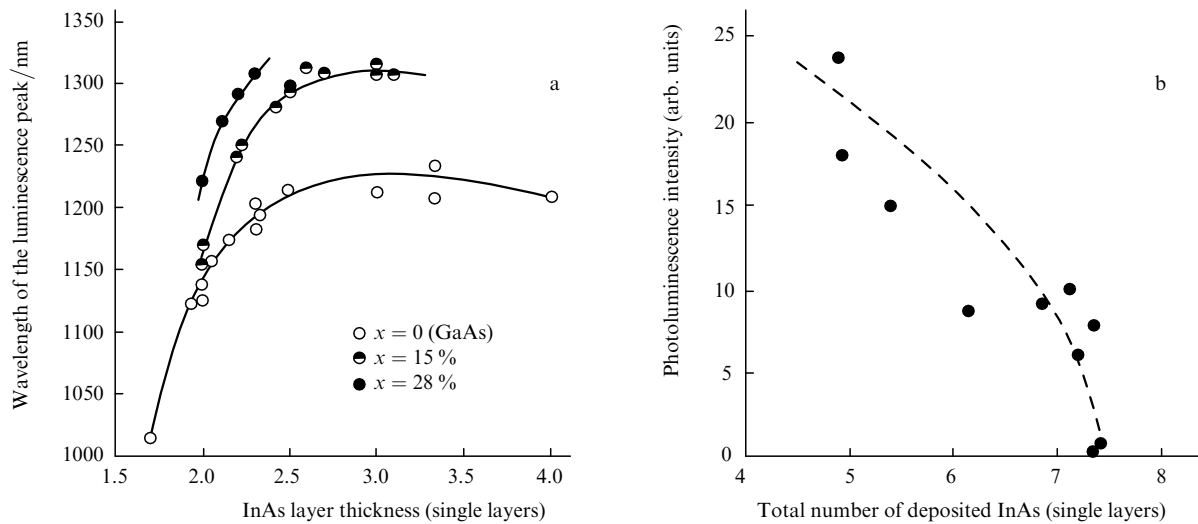 Wavelength of the luminescence peak/nm
1350
1300
1250
1200
1150
1100
1050
1000
a
x = 0 (GaAs)
x = 15 %
x = 28 %
1.5 2.0 2.5 3.0 3.5 4.0
InAs layer thickness (single layers)
Photoluminescence intensity (arb. units)
25
20
15
10
5
0
b
4 5 6 7 8
Total number of deposited InAs (single layers)